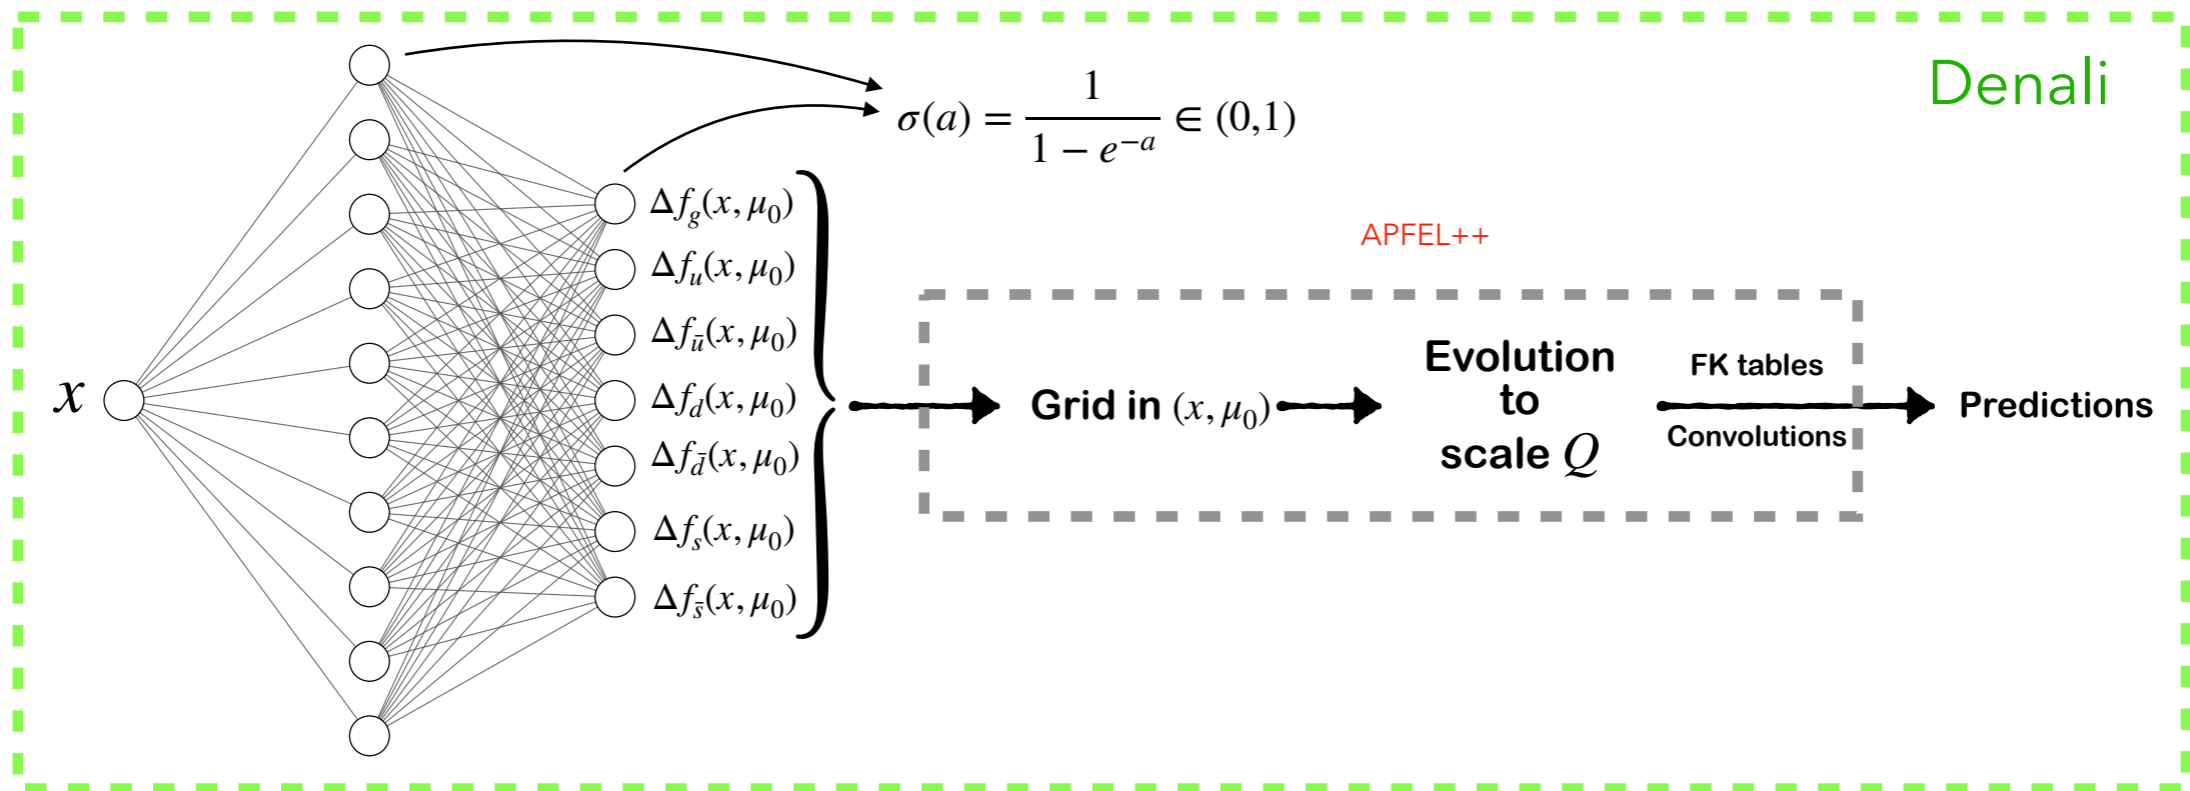 Denali
σ(a) = 1 / (1 − e^{−a}) ∈ (0,1)
x
Δf_g(x, μ_0)
Δf_u(x, μ_0)
Δf_ū(x, μ_0)
Δf_d(x, μ_0)
Δf_d̄(x, μ_0)
Δf_s(x, μ_0)
Δf_s̄(x, μ_0)
APFEL++
Grid in (x, μ_0)
Evolution
to
scale Q
FK tables
Convolutions
Predictions